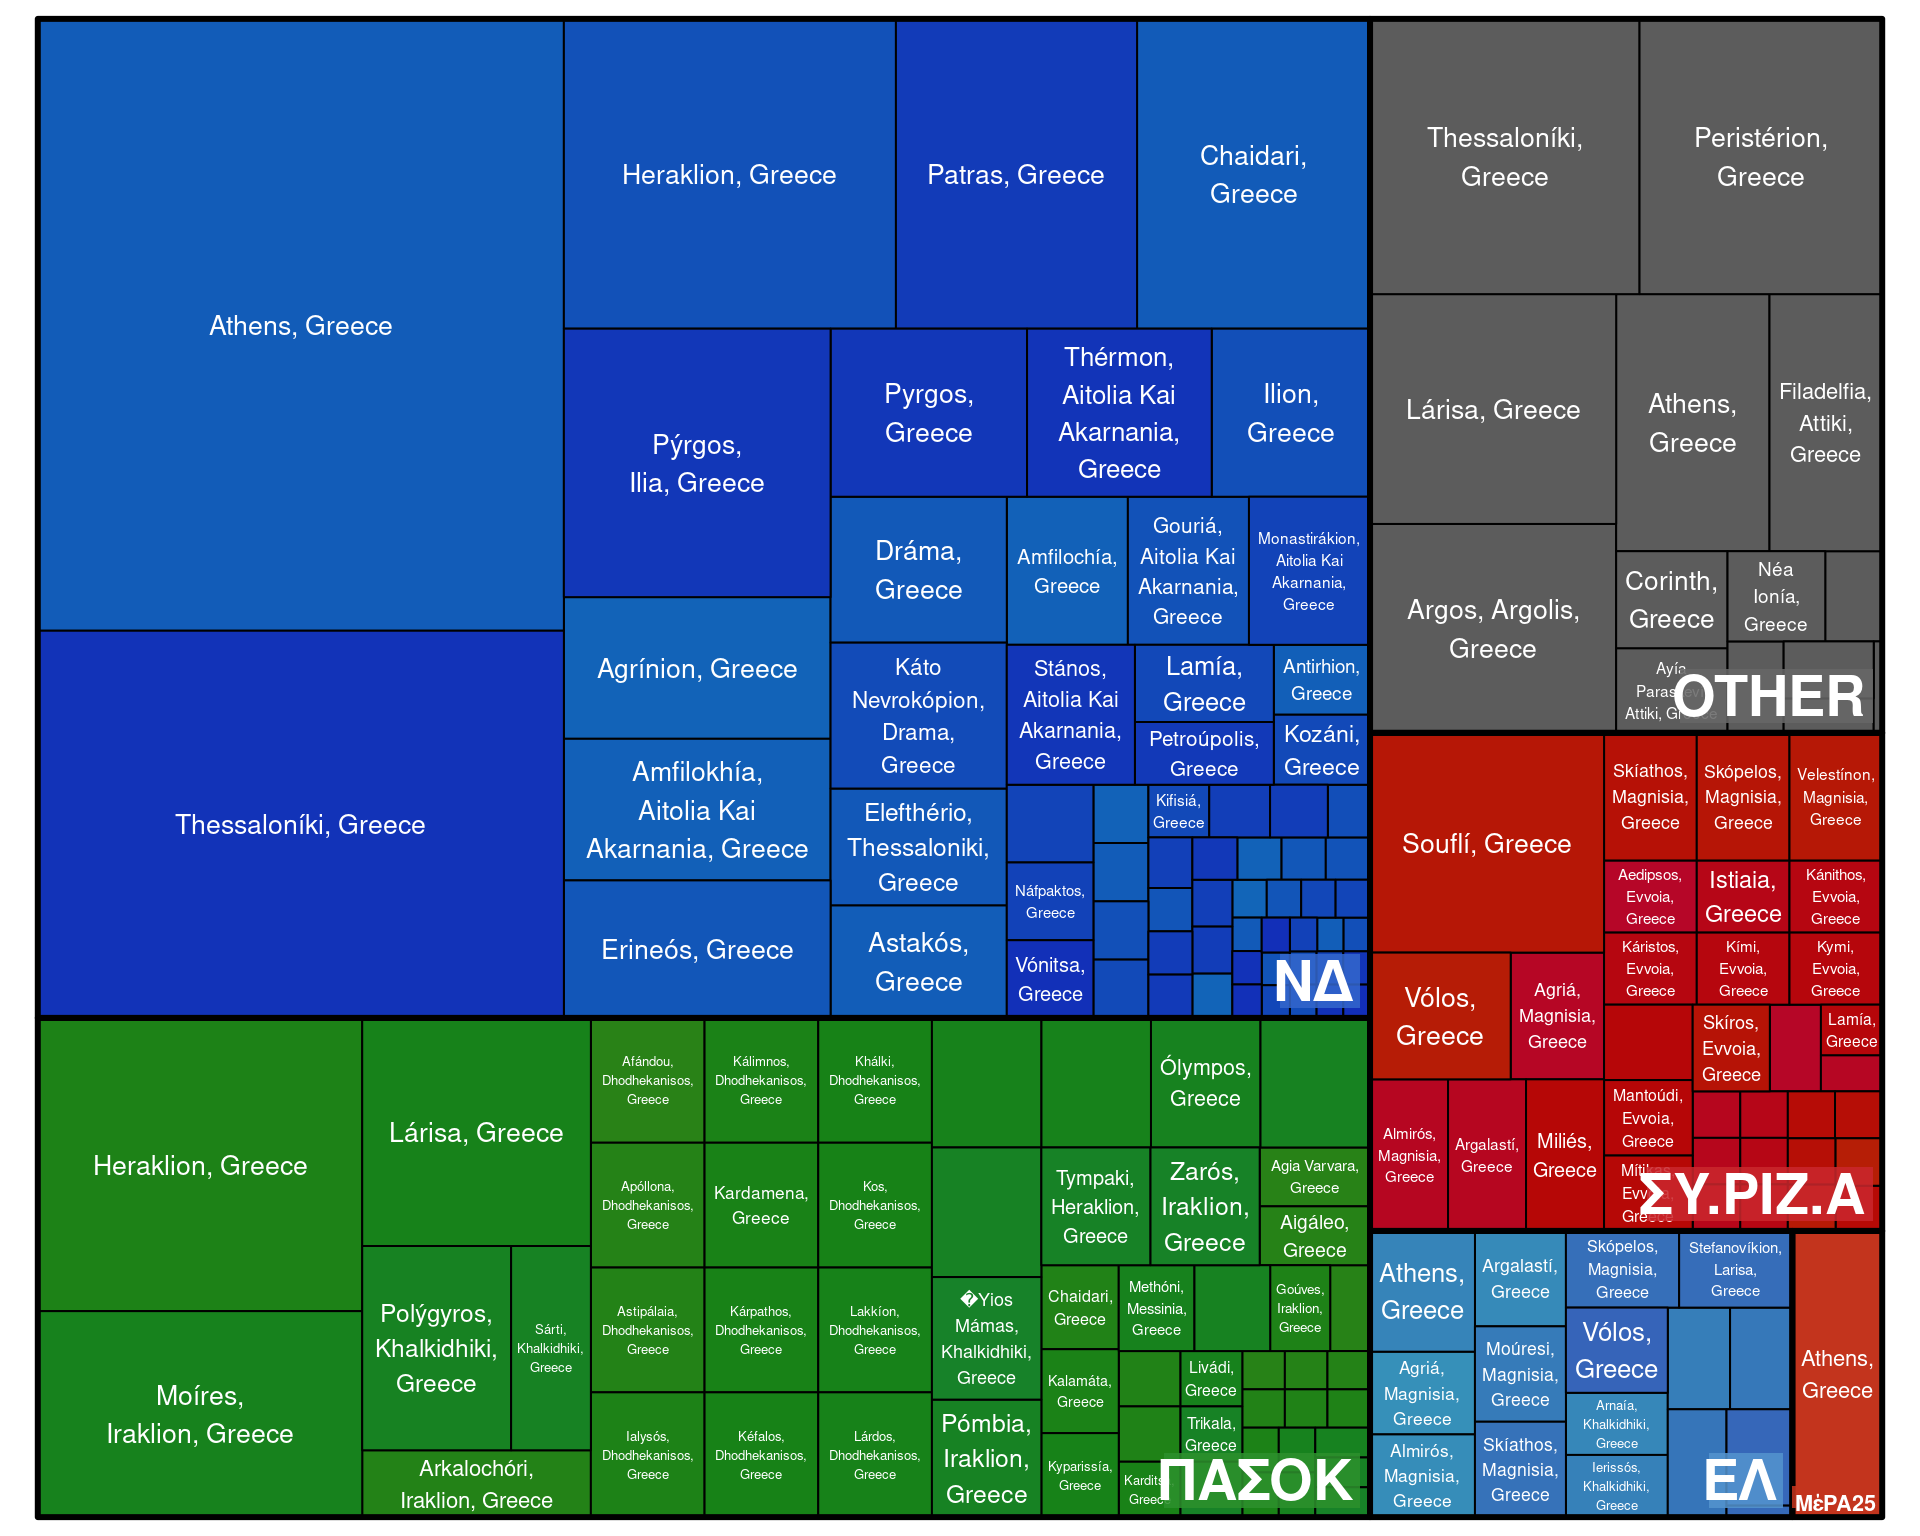 Athens, Greece
Thessaloníki, Greece
Heraklion, Greece
Patras, Greece
Chaidari,
Greece
Pýrgos,
Ilia, Greece
Pyrgos,
Greece
Thérmon,
Aitolia Kai
Akarnania,
Greece
Ilion,
Greece
Agrínion, Greece
Amfilokhía,
Aitolia Kai
Akarnania, Greece
Erineós, Greece
Dráma,
Greece
Káto
Nevrokópion,
Drama,
Greece
Elefthério,
Thessaloniki,
Greece
Astakós,
Greece
Amfilochía,
Greece
Gouriá,
Aitolia Kai
Akarnania,
Greece
Monastirákion,
Aitolia Kai
Akarnania,
Greece
Stános,
Aitolia Kai
Akarnania,
Greece
Lamía,
Greece
Petroúpolis,
Greece
Antirhion,
Greece
Kozáni,
Greece
Náfpaktos,
Greece
Vónitsa,
Greece
Kifisiá,
Greece
ΝΔ
Thessaloníki,
Greece
Peristérion,
Greece
Lárisa, Greece
Argos, Argolis,
Greece
Athens,
Greece
Filadelfia,
Attiki,
Greece
Corinth,
Greece
Néa
Ionía,
Greece
Ayía
Paraskevi,
Attiki, Greece
OTHER
Souflí, Greece
Vólos,
Greece
Agriá,
Magnisia,
Greece
Almirós,
Magnisia,
Greece
Argalastí,
Greece
Miliés,
Greece
Skíathos,
Magnisia,
Greece
Skópelos,
Magnisia,
Greece
Velestínon,
Magnisia,
Greece
Aedipsos,
Evvoia,
Greece
Istiaia,
Greece
Kánithos,
Evvoia,
Greece
Káristos,
Evvoia,
Greece
Kími,
Evvoia,
Greece
Kymi,
Evvoia,
Greece
Skíros,
Evvoia,
Greece
Lamía,
Greece
Mantoúdi,
Evvoia,
Greece
Mítikas,
Evvoia,
Greece
ΣΥ.ΡΙΖ.Α
Heraklion, Greece
Moíres,
Iraklion, Greece
Lárisa, Greece
Polýgyros,
Khalkidhiki,
Greece
Sárti,
Khalkidhiki,
Greece
Arkalochóri,
Iraklion, Greece
Afándou,
Dhodhekanisos,
Greece
Kálimnos,
Dhodhekanisos,
Greece
Khálki,
Dhodhekanisos,
Greece
Apóllona,
Dhodhekanisos,
Greece
Kardamena,
Greece
Kos,
Dhodhekanisos,
Greece
Astipálaia,
Dhodhekanisos,
Greece
Kárpathos,
Dhodhekanisos,
Greece
Lakkíon,
Dhodhekanisos,
Greece
Ialysós,
Dhodhekanisos,
Greece
Kéfalos,
Dhodhekanisos,
Greece
Lárdos,
Dhodhekanisos,
Greece
Ólympos,
Greece
Tympaki,
Heraklion,
Greece
Zarós,
Iraklion,
Greece
Agia Varvara,
Greece
Aigáleo,
Greece
�Yios
Mámas,
Khalkidhiki,
Greece
Pómbia,
Iraklion,
Greece
Chaidari,
Greece
Kalamáta,
Greece
Kyparissía,
Greece
Methóni,
Messinia,
Greece
Goúves,
Iraklion,
Greece
Livádi,
Greece
Trikala,
Greece
Greece
ΠΑΣΟΚ
Athens,
Greece
Agriá,
Magnisia,
Greece
Almirós,
Magnisia,
Greece
Argalastí,
Greece
Moúresi,
Magnisia,
Greece
Skíathos,
Magnisia,
Greece
Skópelos,
Magnisia,
Greece
Stefanovíkion,
Larisa,
Greece
Vólos,
Greece
Arnaía,
Khalkidhiki,
Greece
Ierissós,
Khalkidhiki,
Greece
ΕΛ
Athens,
Greece
ΜέΡΑ25